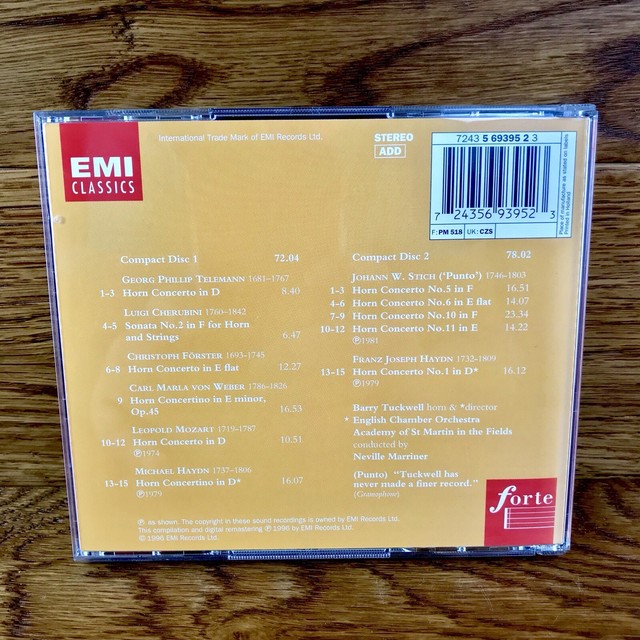 EMI
CLASSICS
International Trade Mark of EMI Records Ltd.
STEREO
ADD
7243 5 69395 2 3
7 24356 93952 3
F: PM 518 UK: CZS
Place of manufacture as stated on labels
Printed in Holland
Compact Disc 1 72.04
GEORG PHILLIP TELEMANN 1681–1767
1-3 Horn Concerto in D 8.40
LUIGI CHERUBINI 1760–1842
4-5 Sonata No.2 in F for Horn
and Strings 6.47
CHRISTOPH FÖRSTER 1693-1745
6-8 Horn Concerto in E flat 12.27
CARL MARIA VON WEBER 1786-1826
9 Horn Concertino in E minor,
Op.45 16.53
LEOPOLD MOZART 1719-1787
10-12 Horn Concerto in D 10.51
℗1974
MICHAEL HAYDN 1737-1806
13-15 Horn Concertino in D* 16.07
℗1979
Compact Disc 2 78.02
JOHANN W. STICH ('PUNTO') 1746-1803
1-3 Horn Concerto No.5 in F 16.51
4-6 Horn Concerto No.6 in E flat 14.07
7-9 Horn Concerto No.10 in F 23.34
10-12 Horn Concerto No.11 in E 14.22
℗1981
FRANZ JOSEPH HAYDN 1732-1809
13-15 Horn Concerto No.1 in D* 16.12
℗1979
Barry Tuckwell horn & *director
* English Chamber Orchestra
Academy of St Martin in the Fields
conducted by
Neville Marriner
(Punto) "Tuckwell has
never made a finer record."
(Gramophone)
forte
℗ as shown. The copyright in these sound recordings is owned by EMI Records Ltd.
This compilation and digital remastering ℗ 1996 by EMI Records Ltd.
© 1996 EMI Records Ltd.